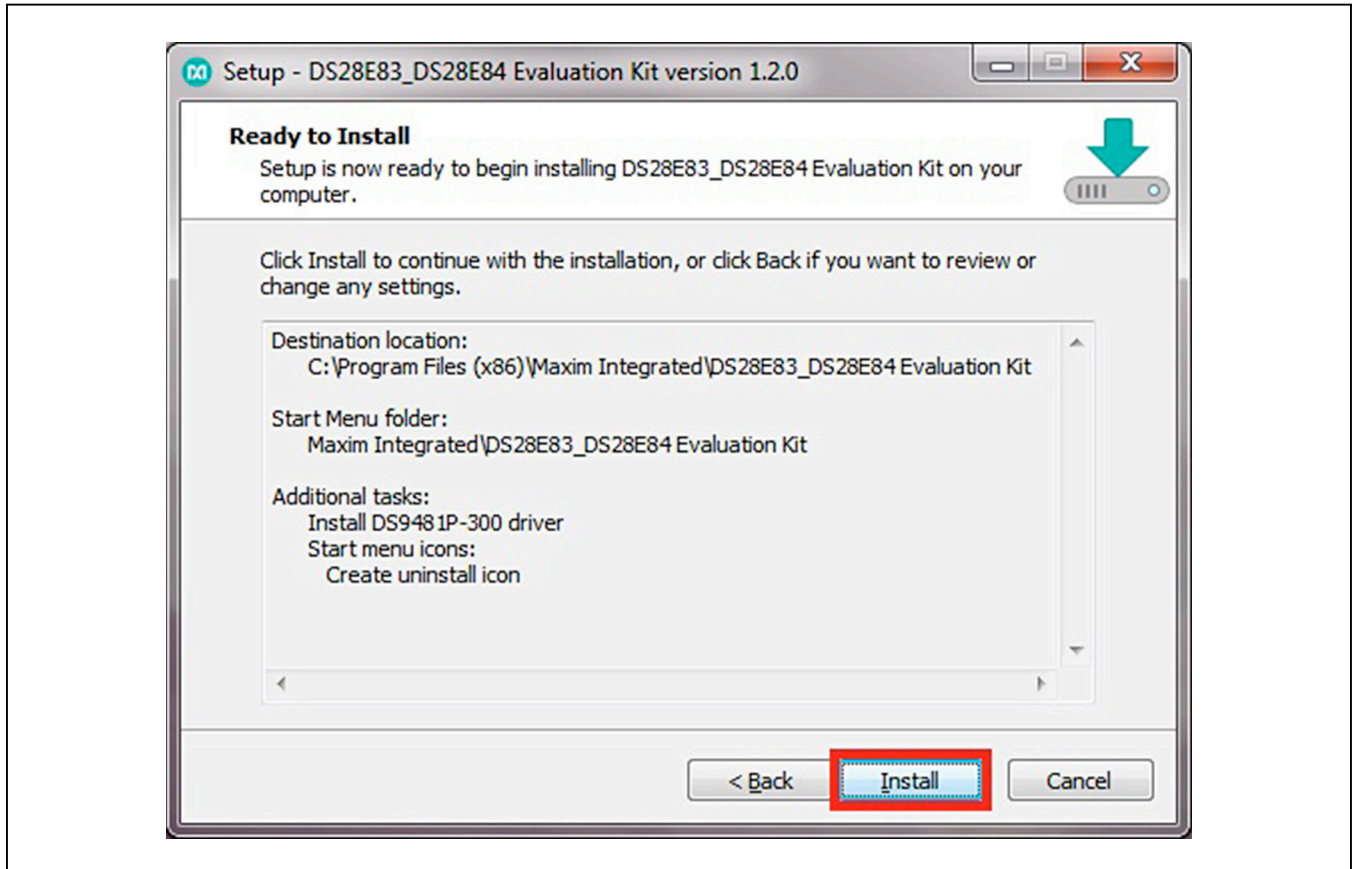 Setup - DS28E83_DS28E84 Evaluation Kit version 1.2.0
Ready to Install
Setup is now ready to begin installing DS28E83_DS28E84 Evaluation Kit on your
computer.
Click Install to continue with the installation, or click Back if you want to review or
change any settings.
Destination location:
C:\Program Files (x86)\Maxim Integrated\DS28E83_DS28E84 Evaluation Kit
Start Menu folder:
Maxim Integrated\DS28E83_DS28E84 Evaluation Kit
Additional tasks:
Install DS9481P-300 driver
Start menu icons:
Create uninstall icon
< Back Install Cancel